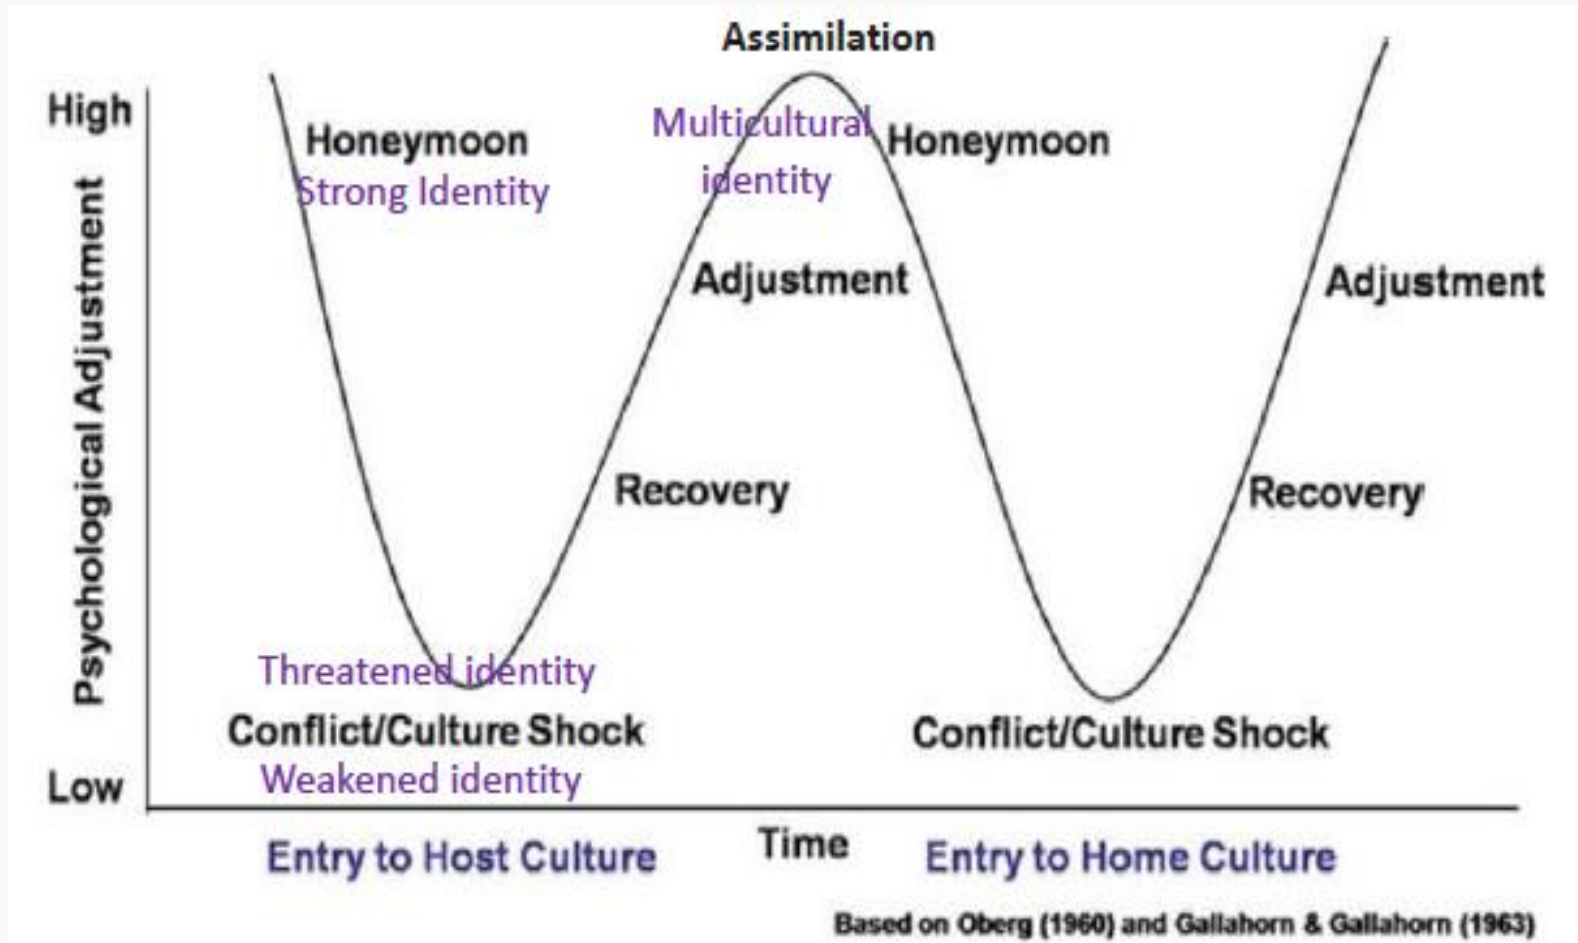 Assimilation
High
Honeymoon
Strong Identity
Multicultural
identity
Honeymoon
Adjustment
Adjustment
Psychological Adjustment
Recovery
Recovery
Threatened identity
Conflict/Culture Shock
Weakened identity
Conflict/Culture Shock
Low
Entry to Host Culture
Time
Entry to Home Culture
Based on Oberg (1960) and Gallahorn & Gallahorn (1963)